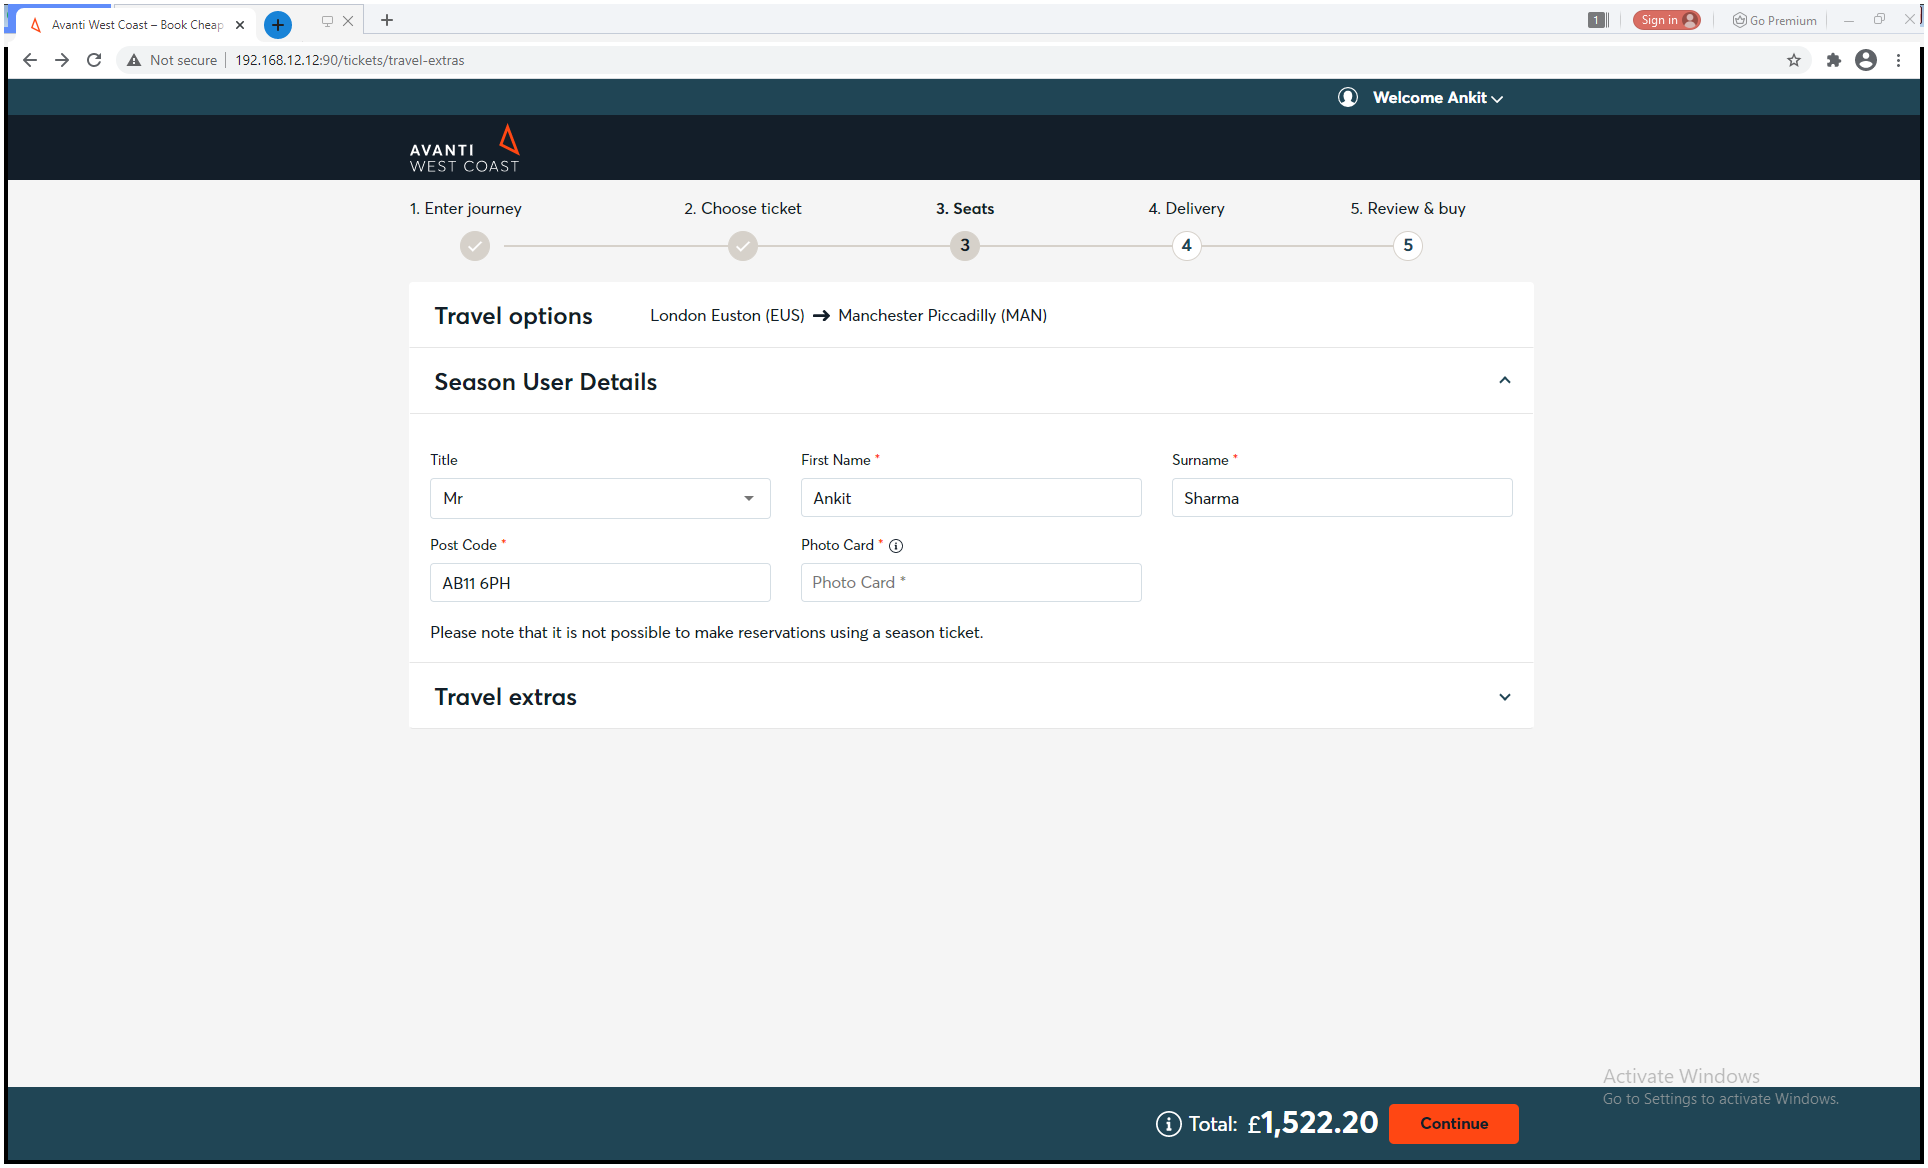 Avanti West Coast – Book Cheap
1
Sign in
Go Premium
Not secure
192.168.12.12:90/tickets/travel-extras
Welcome Ankit
AVANTI
WEST COAST
1. Enter journey
2. Choose ticket
3. Seats
4. Delivery
5. Review & buy
3
4
5
Travel options
London Euston (EUS) → Manchester Piccadilly (MAN)
Season User Details
Title
First Name *
Surname *
Mr
Ankit
Sharma
Post Code *
Photo Card *
AB11 6PH
Photo Card *
Please note that it is not possible to make reservations using a season ticket.
Travel extras
Activate Windows
Go to Settings to activate Windows.
Total: £1,522.20
Continue